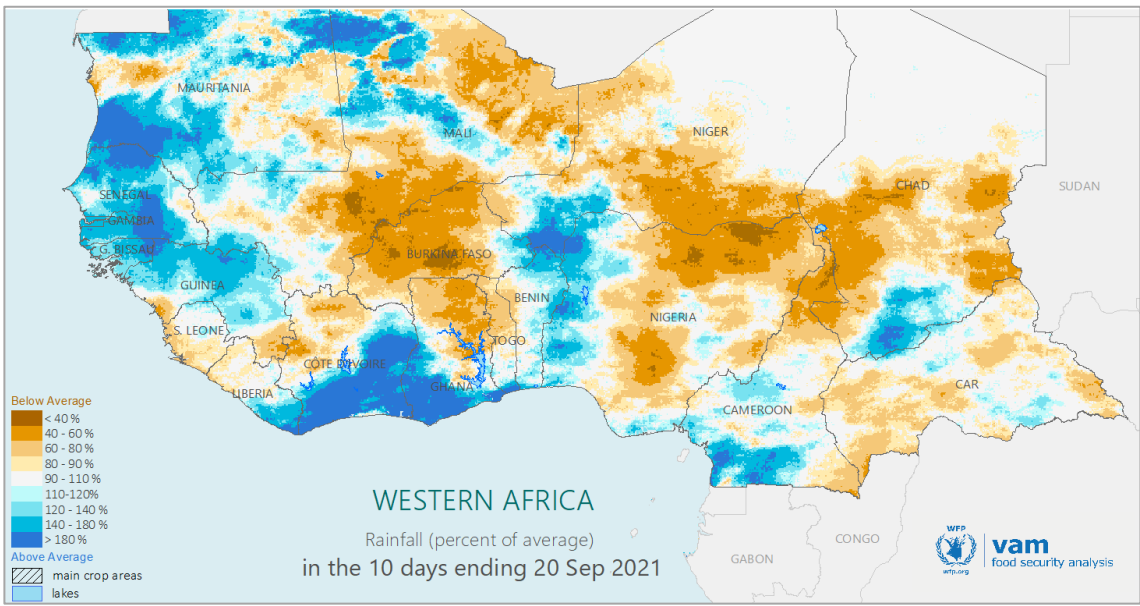 MAURITANIA
MALI
NIGER
CHAD
SUDAN
SENEGAL
GAMBIA
G. BISSAU
BURKINA FASO
GUINEA
BENIN
NIGERIA
S. LEONE
TOGO
CÔTE D'IVOIRE
GHANA
LIBERIA
CAR
CAMEROON
GABON
CONGO
Below Average
< 40 %
40 - 60 %
60 - 80 %
80 - 90 %
90 - 110 %
110-120%
120 - 140 %
140 - 180 %
> 180 %
Above Average
main crop areas
lakes
WESTERN AFRICA
Rainfall (percent of average)
in the 10 days ending 20 Sep 2021
WFP
wfp.org
vam
food security analysis